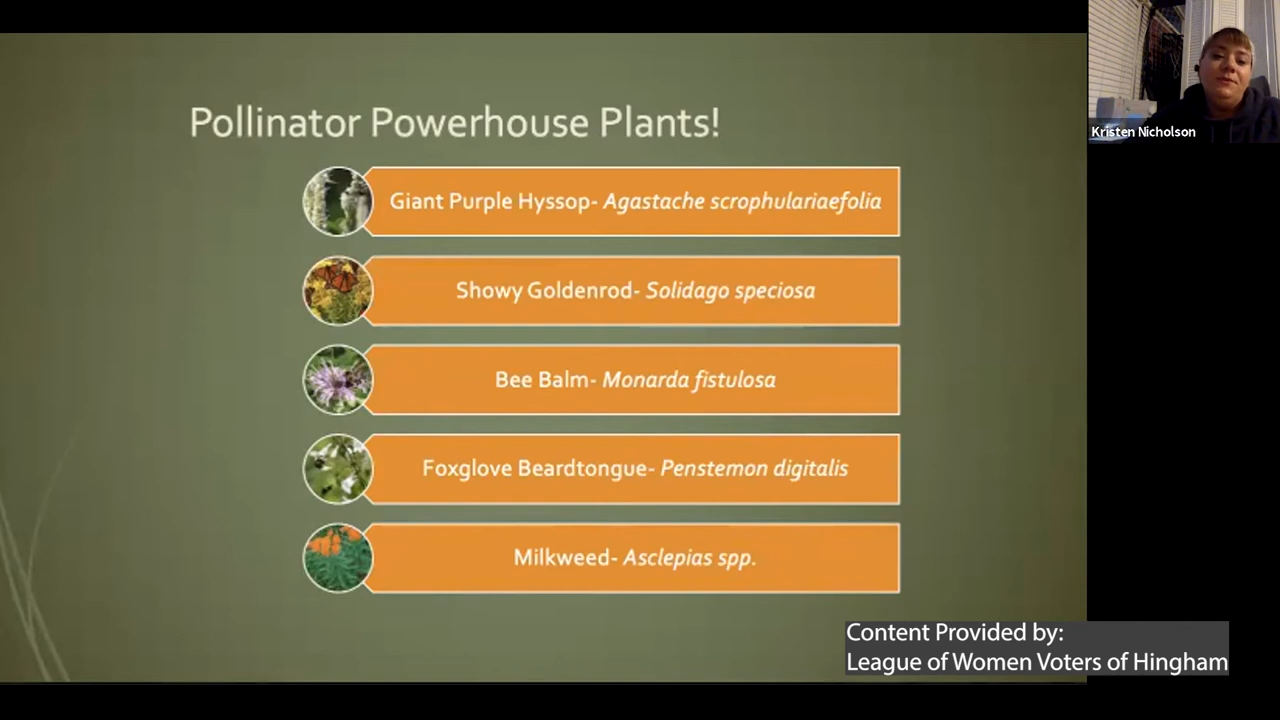 Pollinator Powerhouse Plants!
Giant Purple Hyssop- Agastache scrophulariaefolia
Showy Goldenrod- Solidago speciosa
Bee Balm- Monarda fistulosa
Foxglove Beardtongue- Penstemon digitalis
Milkweed- Asclepias spp.
Kristen Nicholson
Content Provided by:
League of Women Voters of Hingham